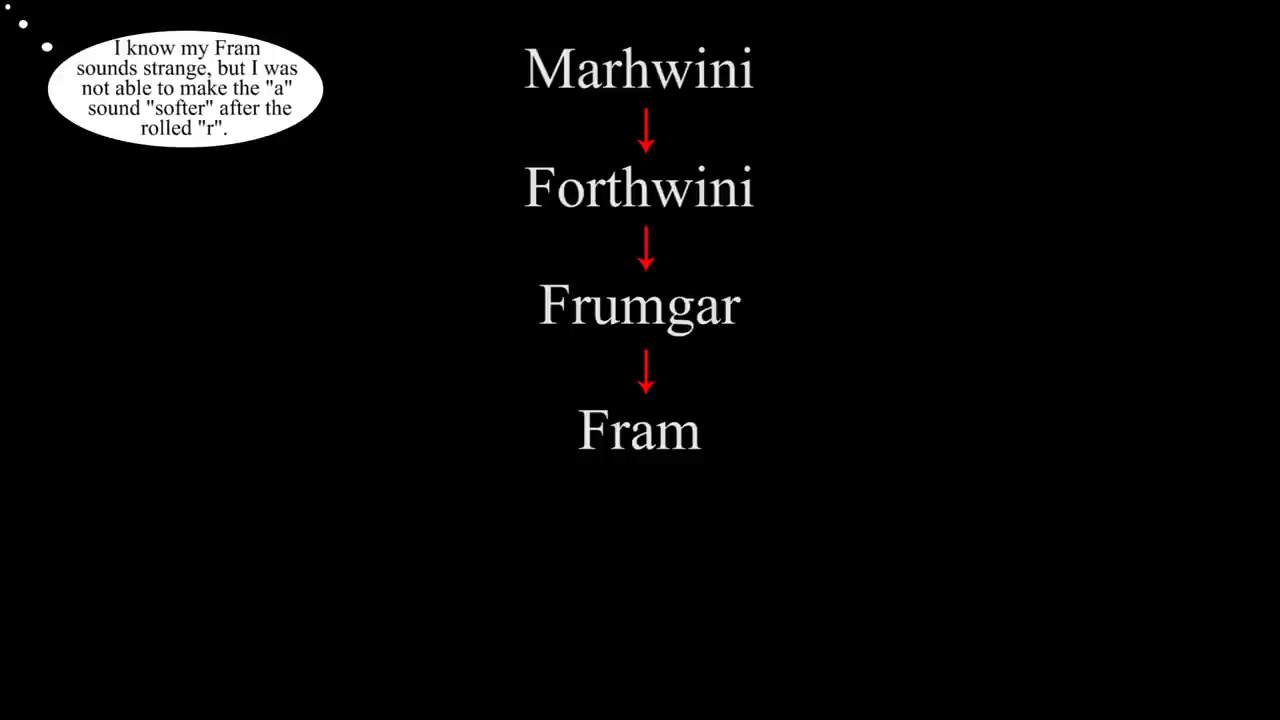 I know my Fram
sounds strange, but I was
not able to make the "a"
sound "softer" after the
rolled "r".
Marhwini
Forthwini
Frumgar
Fram